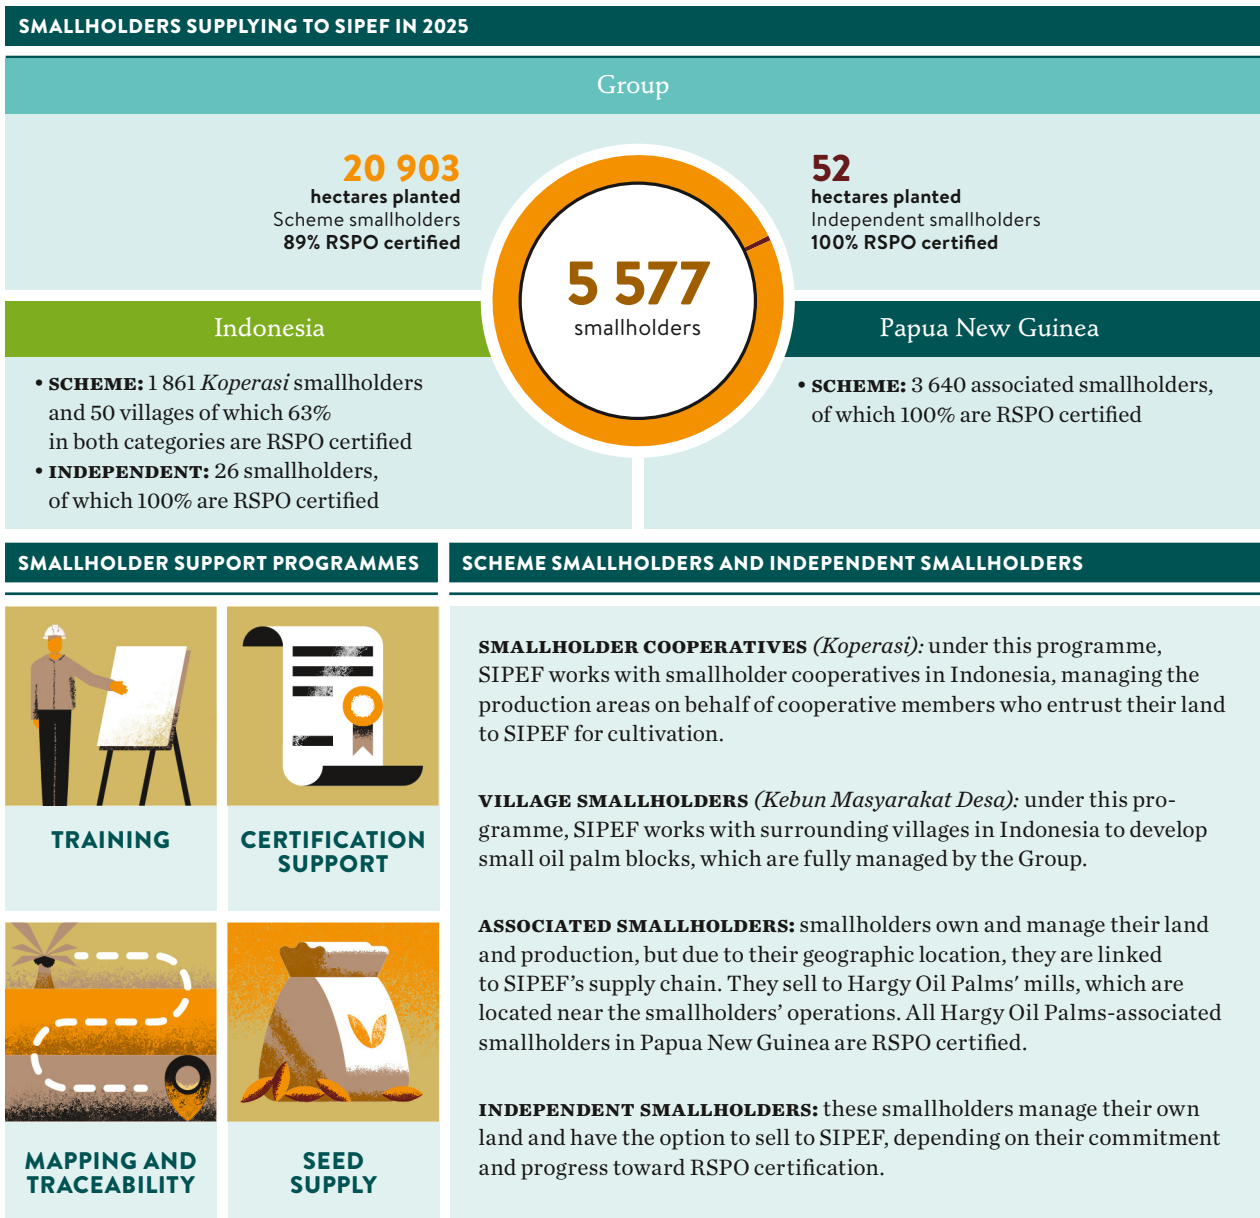 SMALLHOLDERS SUPPLYING TO SIPEF IN 2025
Group
20 903
hectares planted
Scheme smallholders
89% RSPO certified
52
hectares planted
Independent smallholders
100% RSPO certified
5 577
smallholders
Indonesia
• SCHEME: 1 861 Koperasi smallholders
and 50 villages of which 63%
in both categories are RSPO certified
• INDEPENDENT: 26 smallholders,
of which 100% are RSPO certified
Papua New Guinea
• SCHEME: 3 640 associated smallholders,
of which 100% are RSPO certified
SMALLHOLDER SUPPORT PROGRAMMES
TRAINING
CERTIFICATION
SUPPORT
MAPPING AND
TRACEABILITY
SEED
SUPPLY
SCHEME SMALLHOLDERS AND INDEPENDENT SMALLHOLDERS
SMALLHOLDER COOPERATIVES (Koperasi): under this programme,
SIPEF works with smallholder cooperatives in Indonesia, managing the
production areas on behalf of cooperative members who entrust their land
to SIPEF for cultivation.
VILLAGE SMALLHOLDERS (Kebun Masyarakat Desa): under this pro-
gramme, SIPEF works with surrounding villages in Indonesia to develop
small oil palm blocks, which are fully managed by the Group.
ASSOCIATED SMALLHOLDERS: smallholders own and manage their land
and production, but due to their geographic location, they are linked
to SIPEF’s supply chain. They sell to Hargy Oil Palms' mills, which are
located near the smallholders’ operations. All Hargy Oil Palms-associated
smallholders in Papua New Guinea are RSPO certified.
INDEPENDENT SMALLHOLDERS: these smallholders manage their own
land and have the option to sell to SIPEF, depending on their commitment
and progress toward RSPO certification.